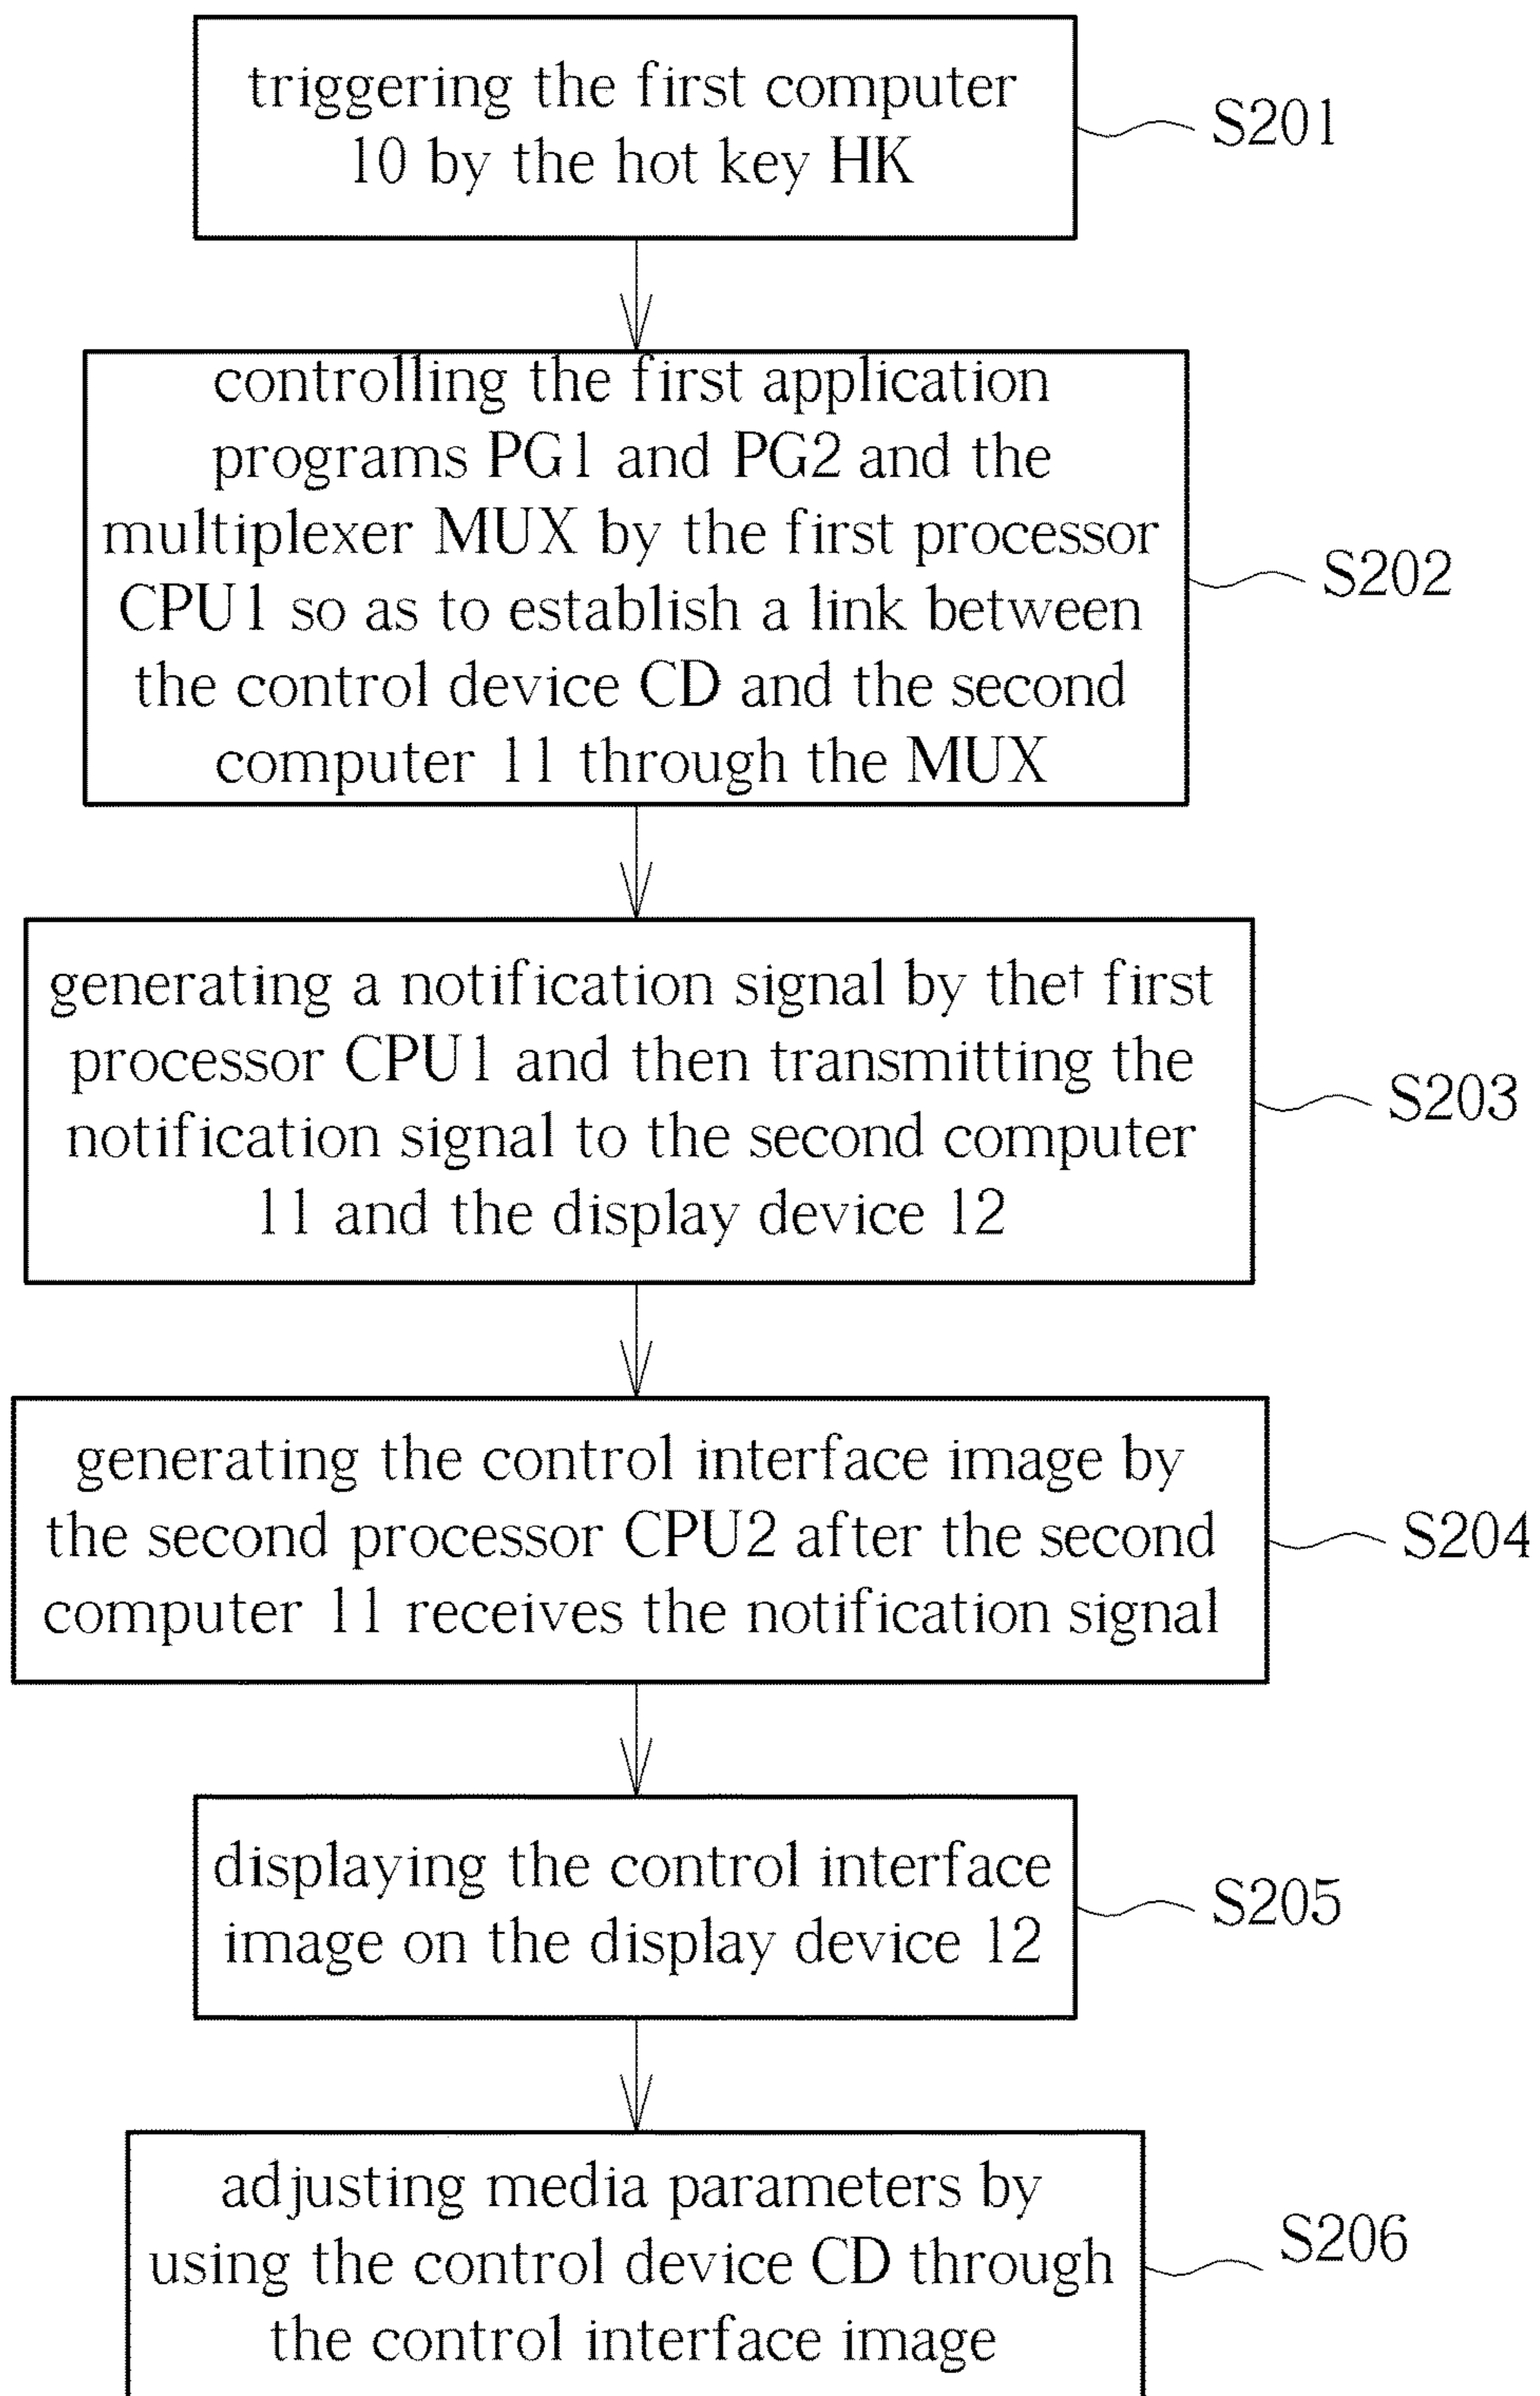 triggering the first computer
10 by the hot key HK
S201
controlling the first application
programs PG1 and PG2 and the
multiplexer MUX by the first processor
CPU1 so as to establish a link between
the control device CD and the second
computer 11 through the MUX
S202
generating a notification signal by the† first
processor CPU1 and then transmitting the
notification signal to the second computer
11 and the display device 12
S203
generating the control interface image by
the second processor CPU2 after the second
computer 11 receives the notification signal
S204
displaying the control interface
image on the display device 12
S205
adjusting media parameters by
using the control device CD through
the control interface image
S206